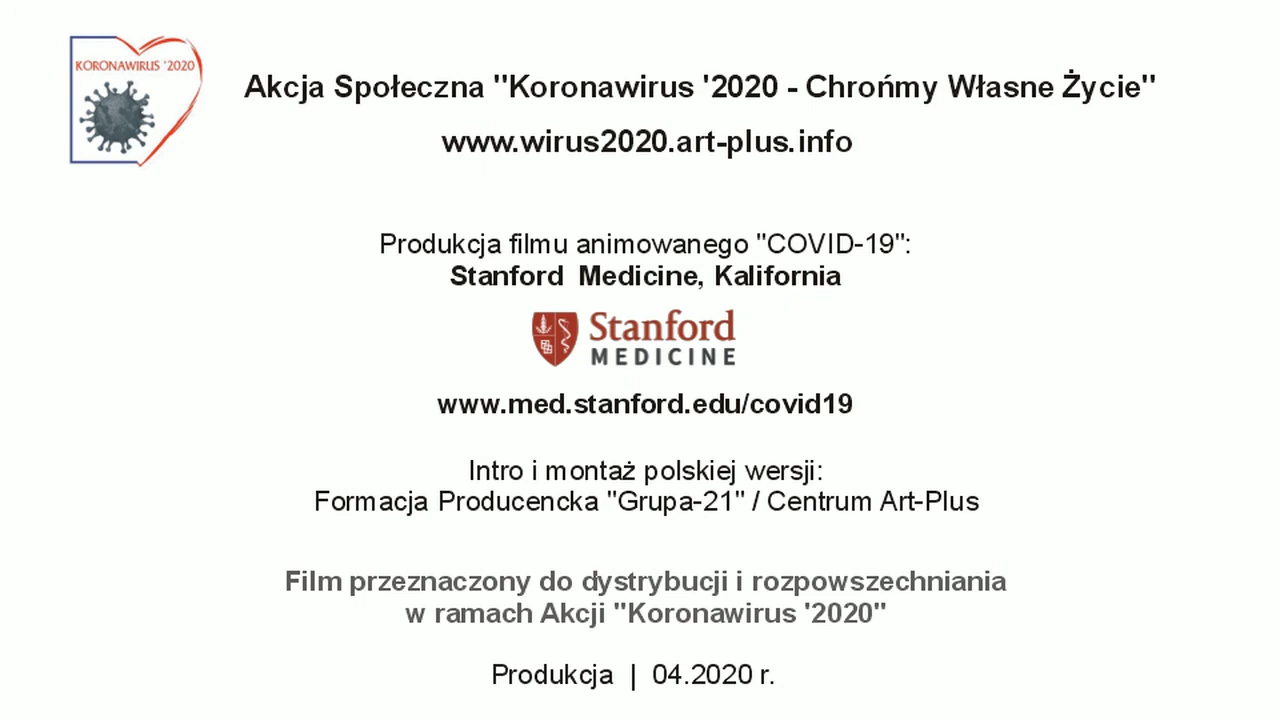 KORONAWIRUS '2020
Akcja Społeczna "Koronawirus '2020 - Chrońmy Własne Życie"
www.wirus2020.art-plus.info
Produkcja filmu animowanego "COVID-19":
Stanford Medicine, Kalifornia
Stanford
MEDICINE
www.med.stanford.edu/covid19
Intro i montaż polskiej wersji:
Formacja Producencka "Grupa-21" / Centrum Art-Plus
Film przeznaczony do dystrybucji i rozpowszechniania
w ramach Akcji "Koronawirus '2020"
Produkcja | 04.2020 r.